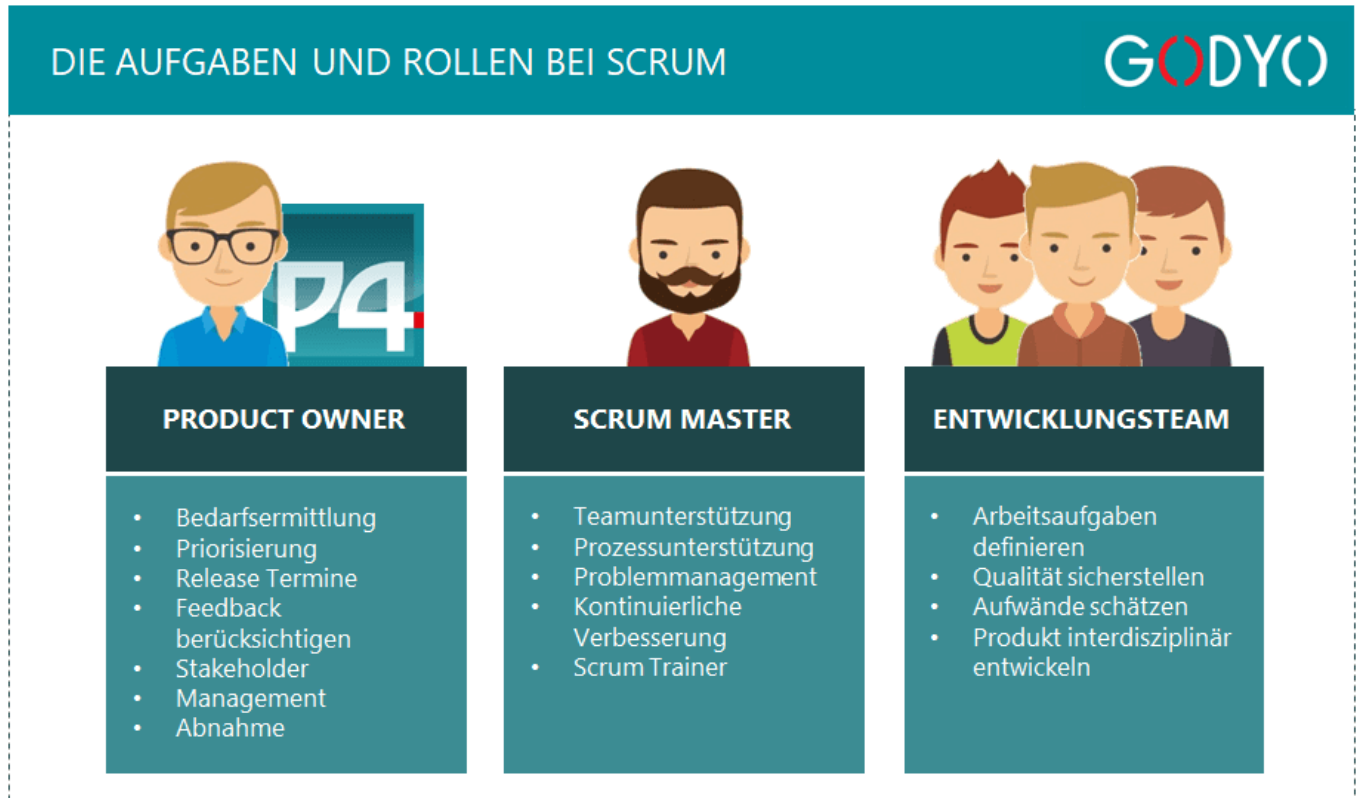 DIE AUFGABEN UND ROLLEN BEI SCRUM
GODYO
P4.
PRODUCT OWNER
• Bedarfsermittlung
• Priorisierung
• Release Termine
• Feedback
berücksichtigen
• Stakeholder
• Management
• Abnahme
SCRUM MASTER
• Teamunterstützung
• Prozessunterstützung
• Problemmanagement
• Kontinuierliche
Verbesserung
• Scrum Trainer
ENTWICKLUNGSTEAM
• Arbeitsaufgaben
definieren
• Qualität sicherstellen
• Aufwände schätzen
• Produkt interdisziplinär
entwickeln